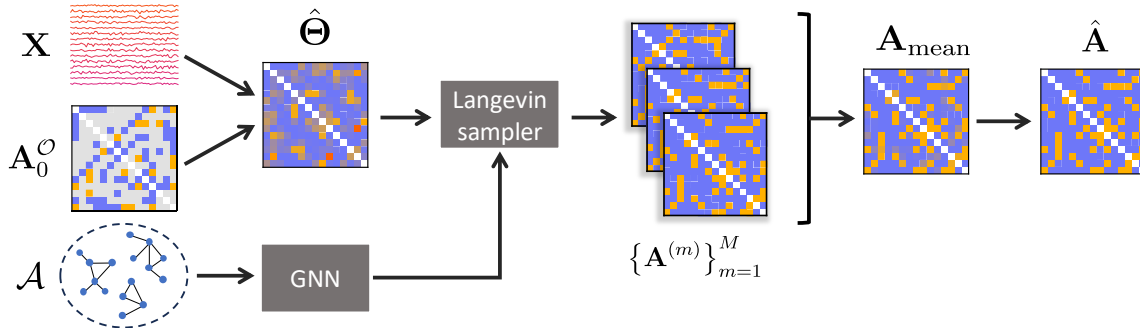 X
Θ̂
A_mean
Â
Langevin
sampler
A₀^𝒪
𝒜
GNN
{A^(m)}_{m=1}^M